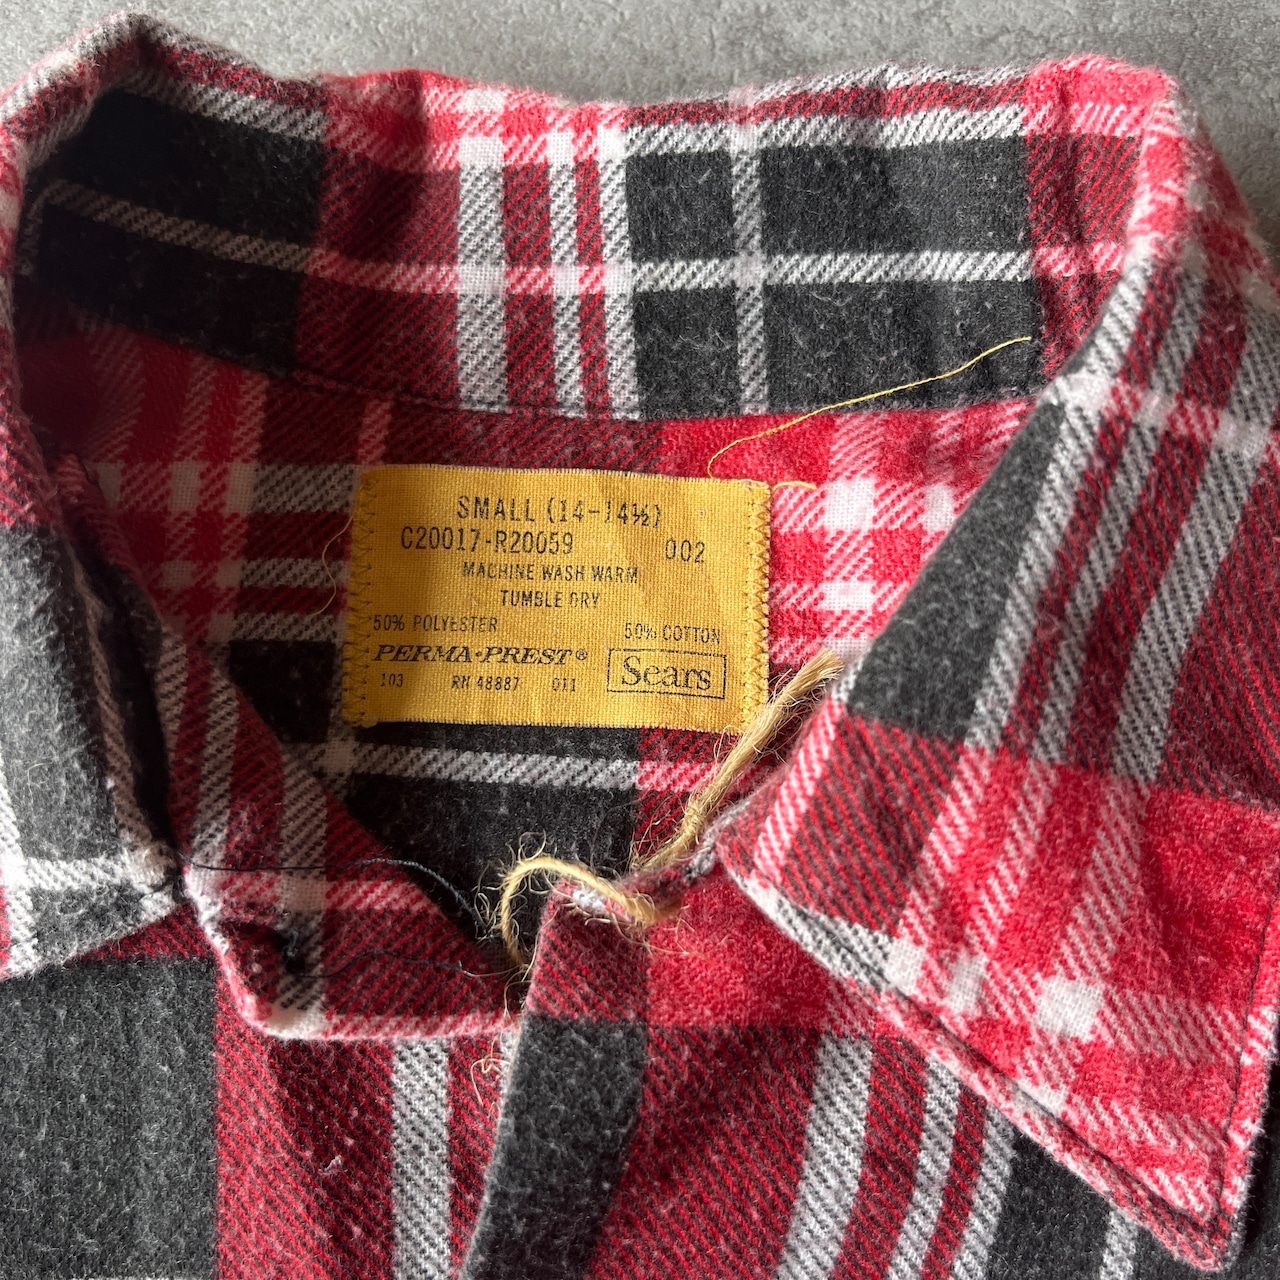 SMALL (14-14½)
C20017-R20059 002
MACHINE WASH WARM
TUMBLE DRY
50% POLYESTER 50% COTTON
PERMA·PREST® Sears
103 RN 48887 011